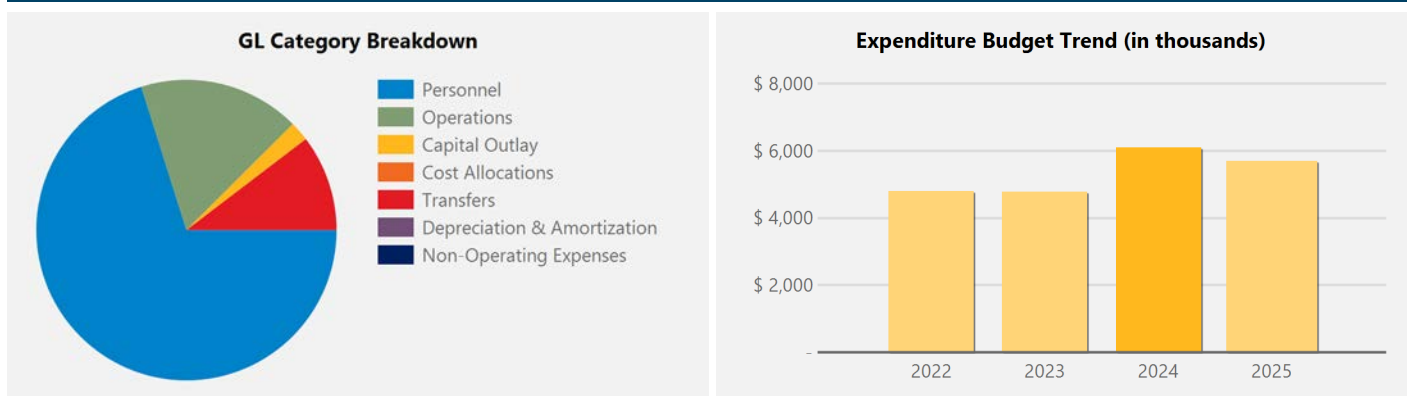 GL Category Breakdown
Personnel
Operations
Capital Outlay
Cost Allocations
Transfers
Depreciation & Amortization
Non-Operating Expenses
Expenditure Budget Trend (in thousands)
$ 8,000
$ 6,000
$ 4,000
$ 2,000
-
2022 2023 2024 2025